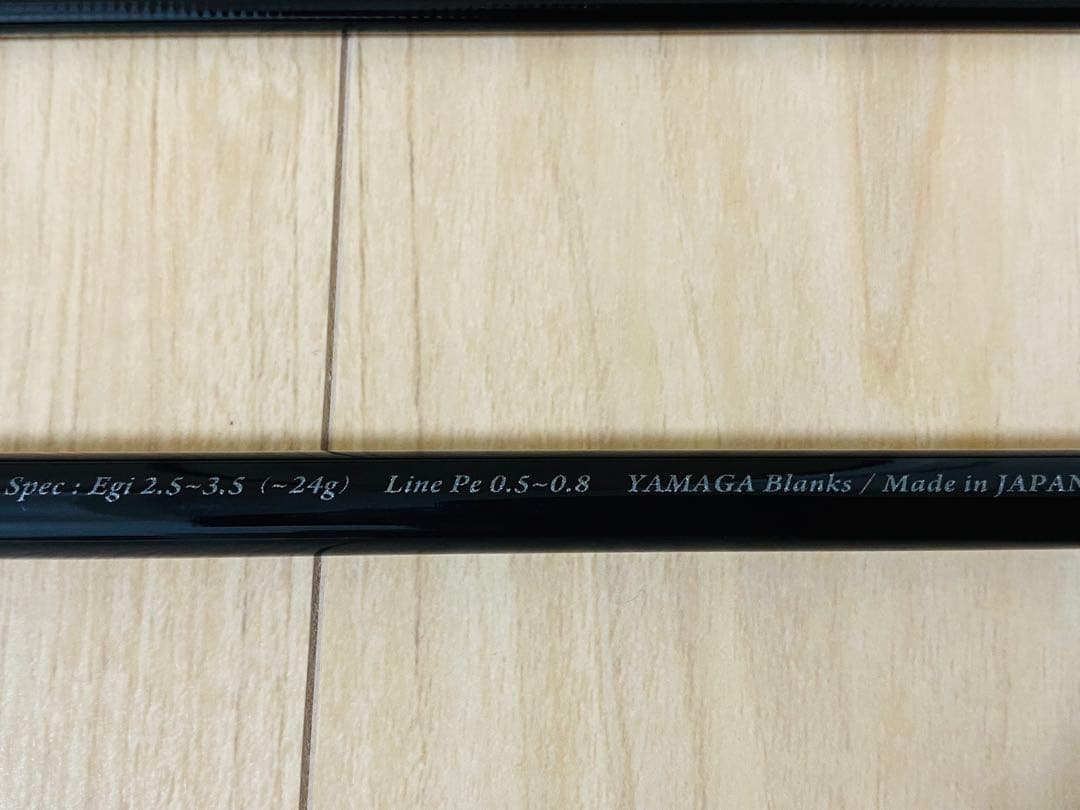 Spec : Egi 2.5~3.5 (~24g) Line Pe 0.5~0.8 YAMAGA Blanks / Made in JAPAN